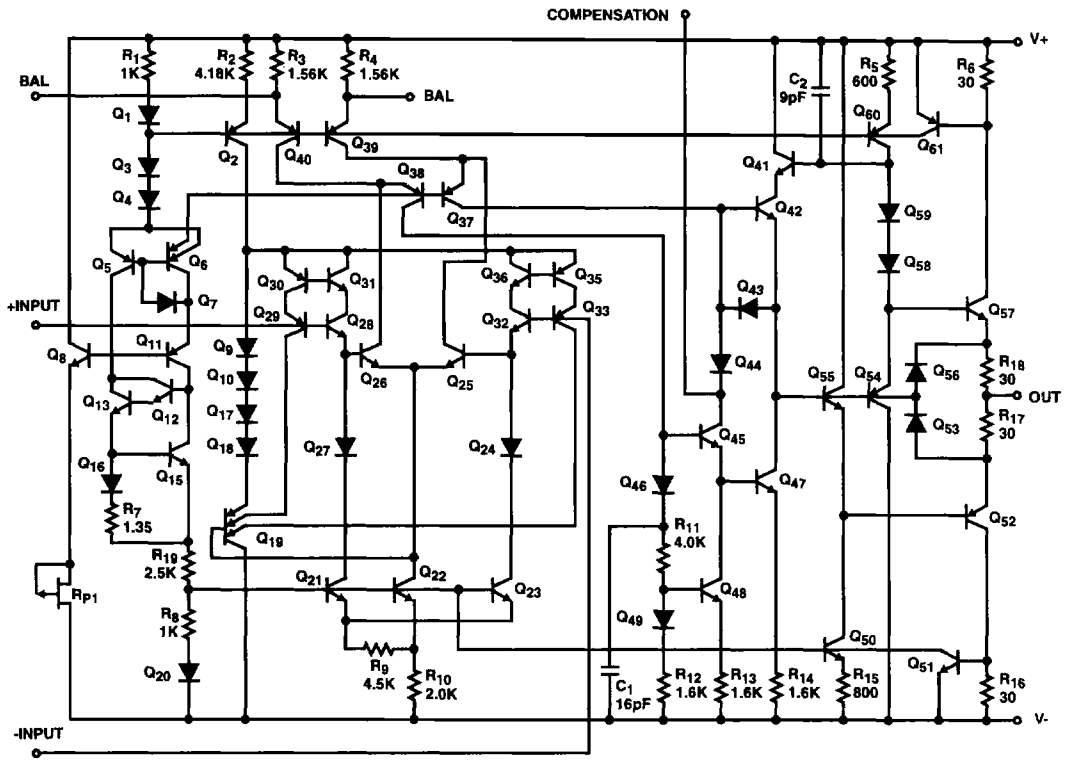 COMPENSATION
V+
R1
1K
R2
4.18K
R3
1.56K
R4
1.56K
C2
9pF
R5
600
R6
30
BAL
BAL
Q1
Q2
Q40
Q39
Q60
Q61
Q3
Q4
Q38
Q37
Q41
Q42
Q59
Q58
Q5
Q6
Q7
Q30
Q31
Q36
Q35
Q43
+INPUT
Q29
Q28
Q32
Q33
Q57
Q8
Q11
Q9
Q10
Q17
Q18
Q26
Q25
Q44
Q55
Q54
Q56
Q53
R18
30
OUT
R17
30
Q13
Q12
Q16
Q15
Q27
Q24
Q45
Q46
Q47
R7
1.35
Q19
R11
4.0K
Q52
R19
2.5K
RP1
Q21
Q22
Q23
Q48
Q49
R8
1K
Q20
R9
4.5K
R10
2.0K
C1
16pF
R12
1.6K
R13
1.6K
R14
1.6K
Q50
R15
800
Q51
R16
30
V-
-INPUT